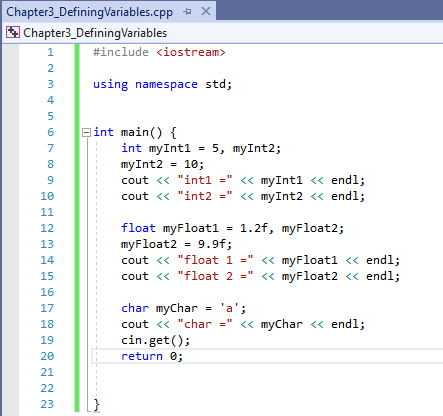 Chapter3_DefiningVariables.cpp
Chapter3_DefiningVariables
1 #include <iostream>
2
3 using namespace std;
4
5
6 int main() {
7 int myInt1 = 5, myInt2;
8 myInt2 = 10;
9 cout << "int1 =" << myInt1 << endl;
10 cout << "int2 =" << myInt2 << endl;
11
12 float myFloat1 = 1.2f, myFloat2;
13 myFloat2 = 9.9f;
14 cout << "float 1 =" << myFloat1 << endl;
15 cout << "float 2 =" << myFloat2 << endl;
16
17 char myChar = 'a';
18 cout << "char =" << myChar << endl;
19 cin.get();
20 return 0;
21
22
23 }